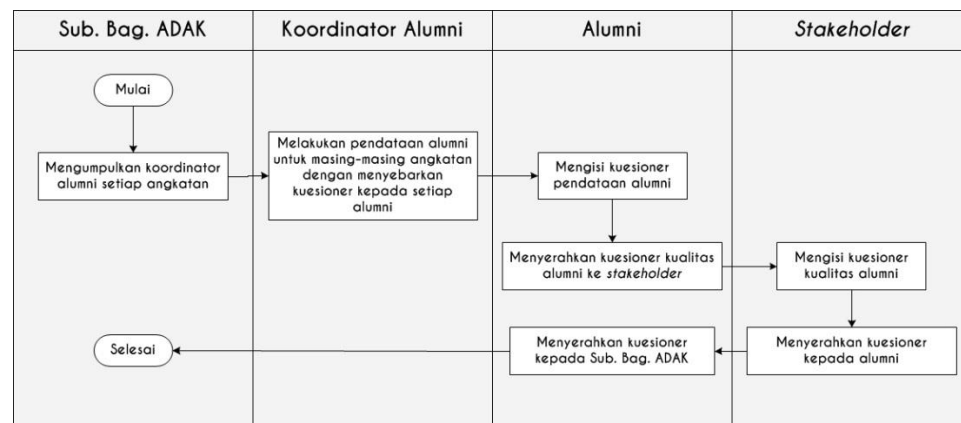 Sub. Bag. ADAK
Koordinator Alumni
Alumni
Stakeholder
Mulai
Mengumpulkan koordinator
alumni setiap angkatan
Melakukan pendataan alumni
untuk masing-masing angkatan
dengan menyebarkan
kuesioner kepada setiap
alumni
Mengisi kuesioner
pendataan alumni
Menyerahkan kuesioner kualitas
alumni ke stakeholder
Mengisi kuesioner
kualitas alumni
Menyerahkan kuesioner
kepada alumni
Menyerahkan kuesioner
kepada Sub. Bag. ADAK
Selesai